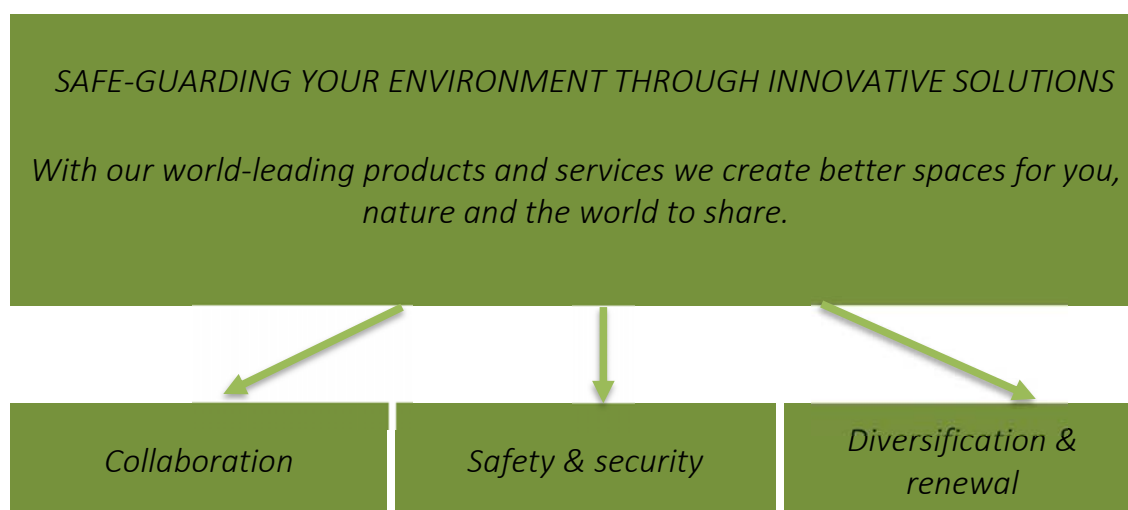 SAFE-GUARDING YOUR ENVIRONMENT THROUGH INNOVATIVE SOLUTIONS
With our world-leading products and services we create better spaces for you,
nature and the world to share.
Collaboration
Safety & security
Diversification &
renewal